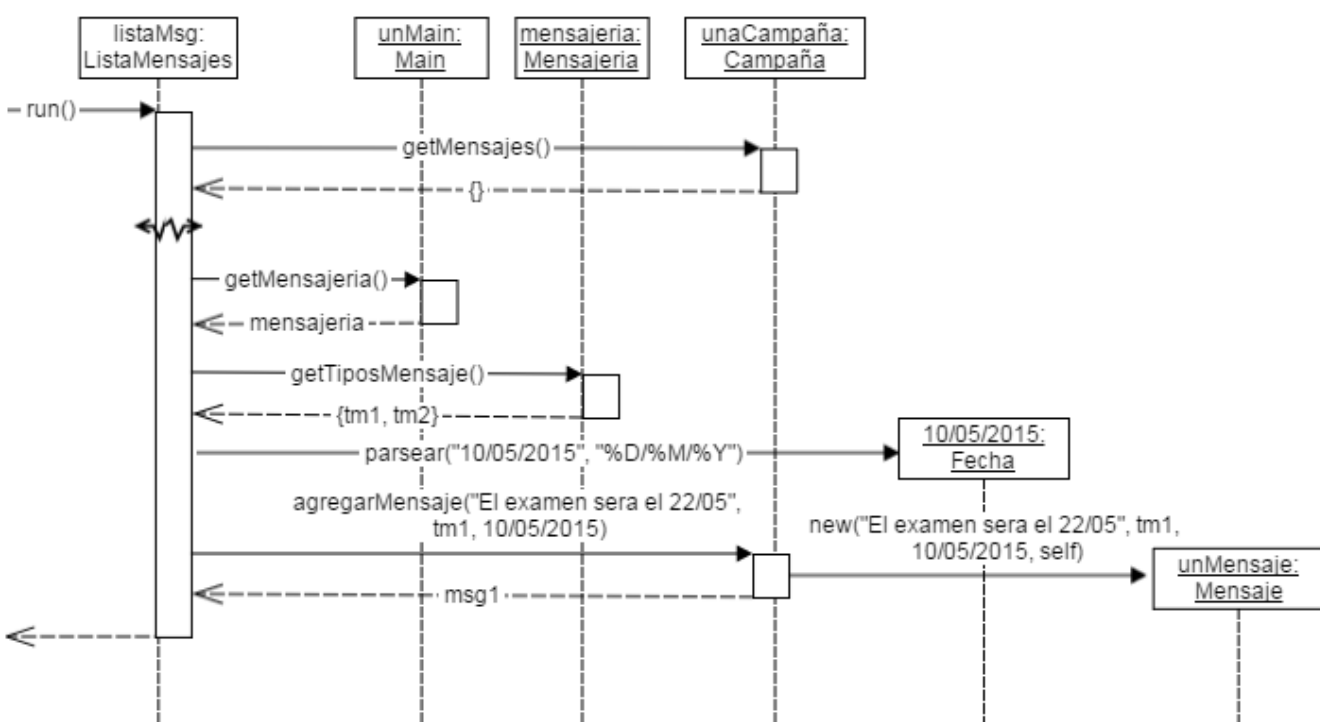 listaMsg:
ListaMensajes
unMain:
Main
mensajeria:
Mensajeria
unaCampaña:
Campaña
run()
getMensajes()
{}
getMensajeria()
mensajeria
getTiposMensaje()
{tm1, tm2}
10/05/2015:
Fecha
parsear("10/05/2015", "%D/%M/%Y")
agregarMensaje("El examen sera el 22/05",
tm1, 10/05/2015)
new("El examen sera el 22/05", tm1,
10/05/2015, self)
unMensaje:
Mensaje
msg1